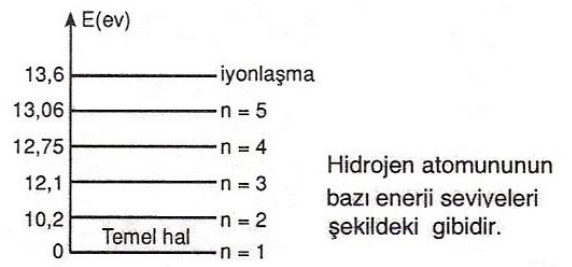 E(ev)
13,6 iyonlaşma
13,06 n = 5
12,75 n = 4
12,1 n = 3
10,2 n = 2
Temel hal
0 n = 1
Hidrojen atomununun
bazı enerji seviyeleri
şekildeki gibidir.